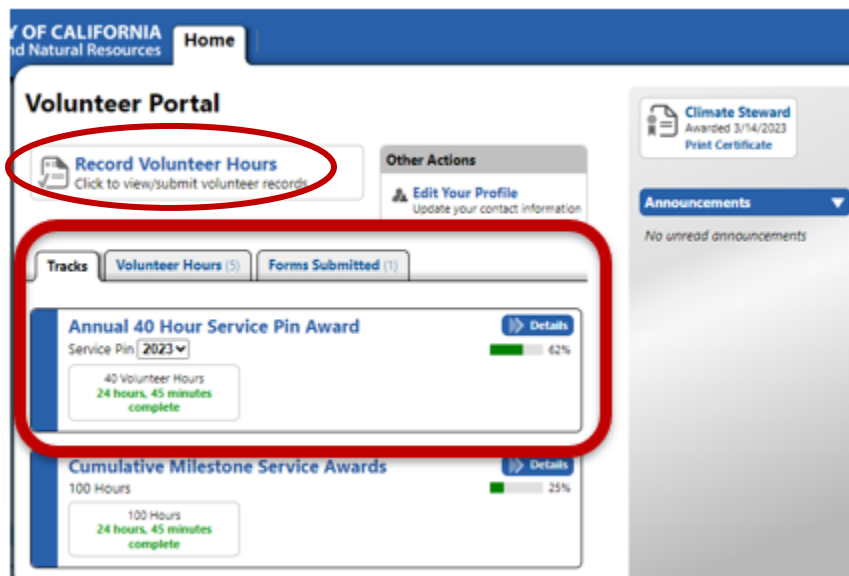 Y OF CALIFORNIA
nd Natural Resources
Home
Volunteer Portal
Record Volunteer Hours
Click to view/submit volunteer records
Other Actions
Edit Your Profile
Update your contact information
Climate Steward
Awarded 3/14/2023
Print Certificate
Announcements
No unread announcements
Tracks
Volunteer Hours (5)
Forms Submitted (1)
Annual 40 Hour Service Pin Award
Details
Service Pin 2023
62%
40 Volunteer Hours
24 hours, 45 minutes
complete
Cumulative Milestone Service Awards
Details
100 Hours
25%
100 Hours
24 hours, 45 minutes
complete